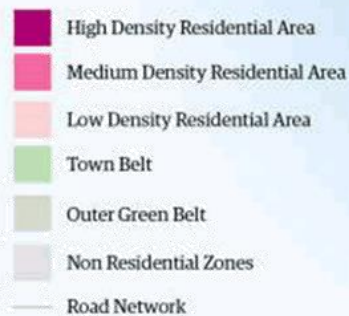 High Density Residential Area
Medium Density Residential Area
Low Density Residential Area
Town Belt
Outer Green Belt
Non Residential Zones
Road Network